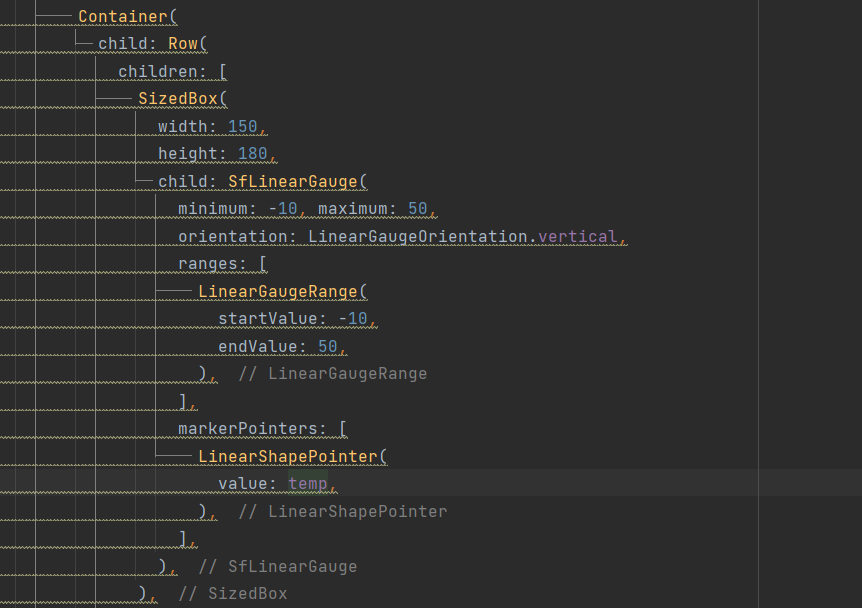 Container(
child: Row(
children: [
SizedBox(
width: 150,
height: 180,
child: SfLinearGauge(
minimum: -10, maximum: 50,
orientation: LinearGaugeOrientation.vertical,
ranges: [
LinearGaugeRange(
startValue: -10,
endValue: 50,
), // LinearGaugeRange
],
markerPointers: [
LinearShapePointer(
value: temp,
), // LinearShapePointer
],
), // SfLinearGauge
), // SizedBox